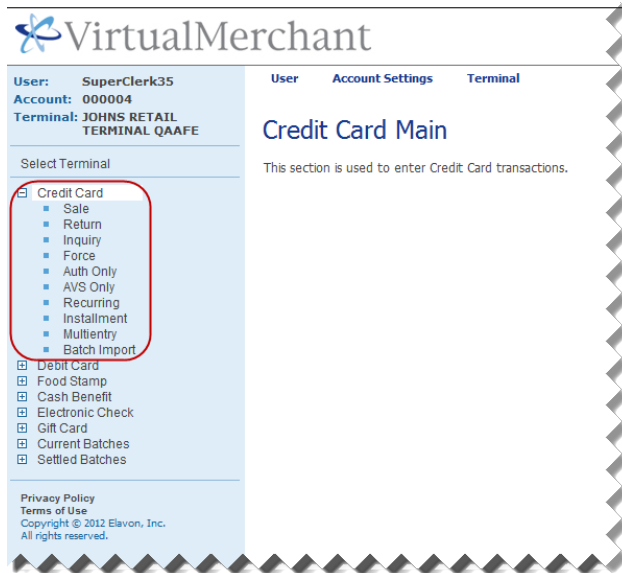 VirtualMerchant
User: SuperClerk35
Account: 000004
Terminal: JOHNS RETAIL
TERMINAL QAAFE
Select Terminal
Credit Card
Sale
Return
Inquiry
Force
Auth Only
AVS Only
Recurring
Installment
Multientry
Batch Import
Debit Card
Food Stamp
Cash Benefit
Electronic Check
Gift Card
Current Batches
Settled Batches
Privacy Policy
Terms of Use
Copyright © 2012 Elavon, Inc.
All rights reserved.
User Account Settings Terminal
Credit Card Main
This section is used to enter Credit Card transactions.